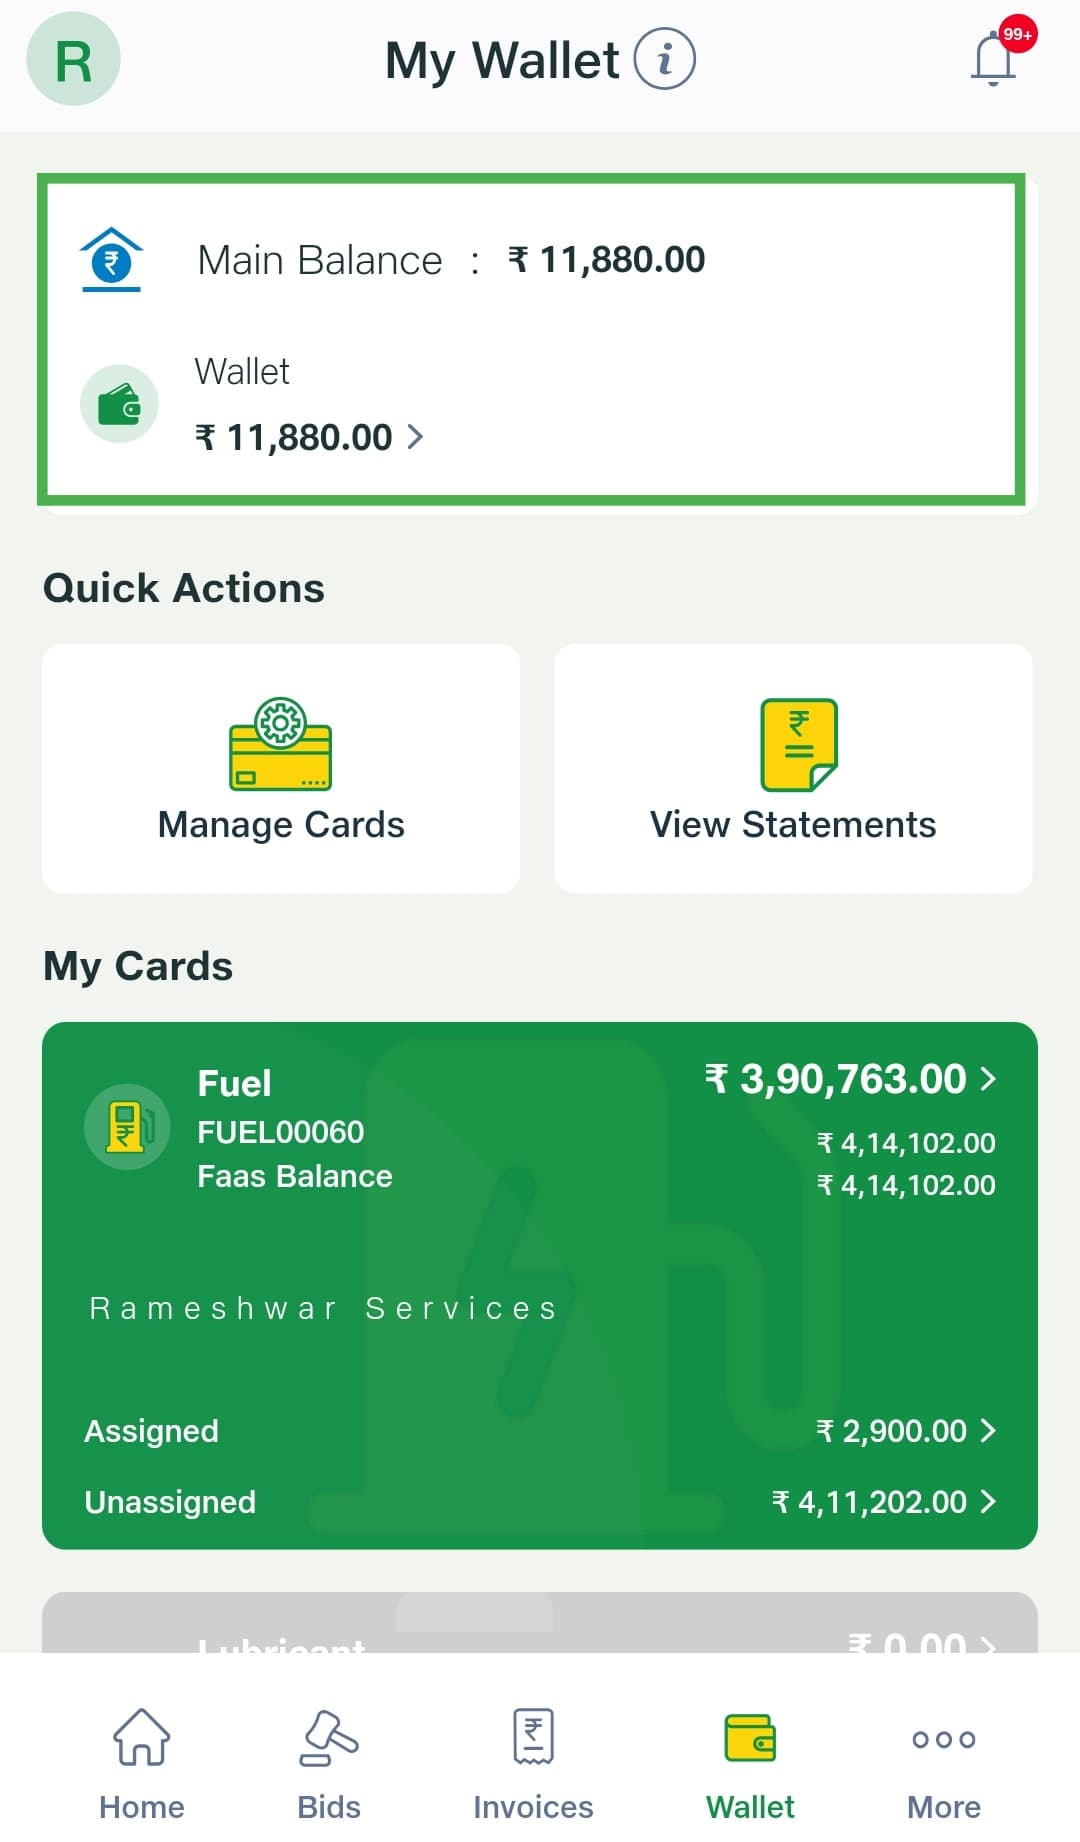 R
My Wallet i
99+
Main Balance : ₹ 11,880.00
Wallet
₹ 11,880.00 >
Quick Actions
Manage Cards
View Statements
My Cards
Fuel
₹ 3,90,763.00 >
FUEL00060
₹ 4,14,102.00
Faas Balance
₹ 4,14,102.00
Rameshwar Services
Assigned
₹ 2,900.00 >
Unassigned
₹ 4,11,202.00 >
Lubricant
₹ 0.00 >
Home
Bids
Invoices
Wallet
More